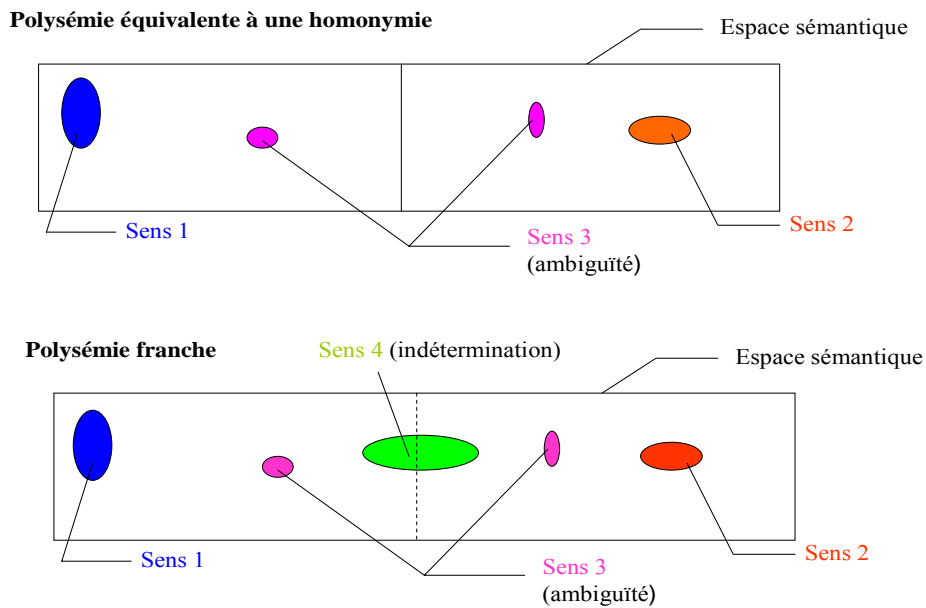 Polysémie équivalente à une homonymie
Espace sémantique
Sens 1
Sens 3
(ambiguïté)
Sens 2
Polysémie franche
Sens 4 (indétermination)
Espace sémantique
Sens 1
Sens 3
(ambiguïté)
Sens 2